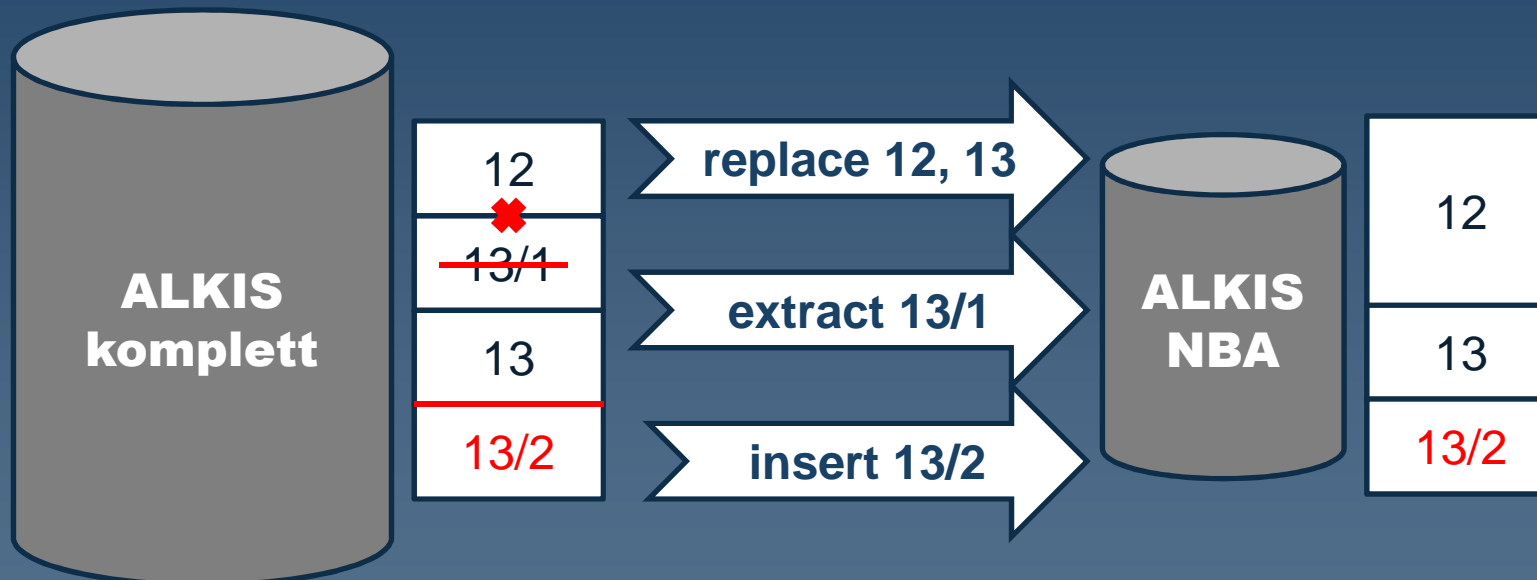 ALKIS
komplett
12
13/1
13
13/2
replace 12, 13
extract 13/1
insert 13/2
ALKIS
NBA
12
13
13/2